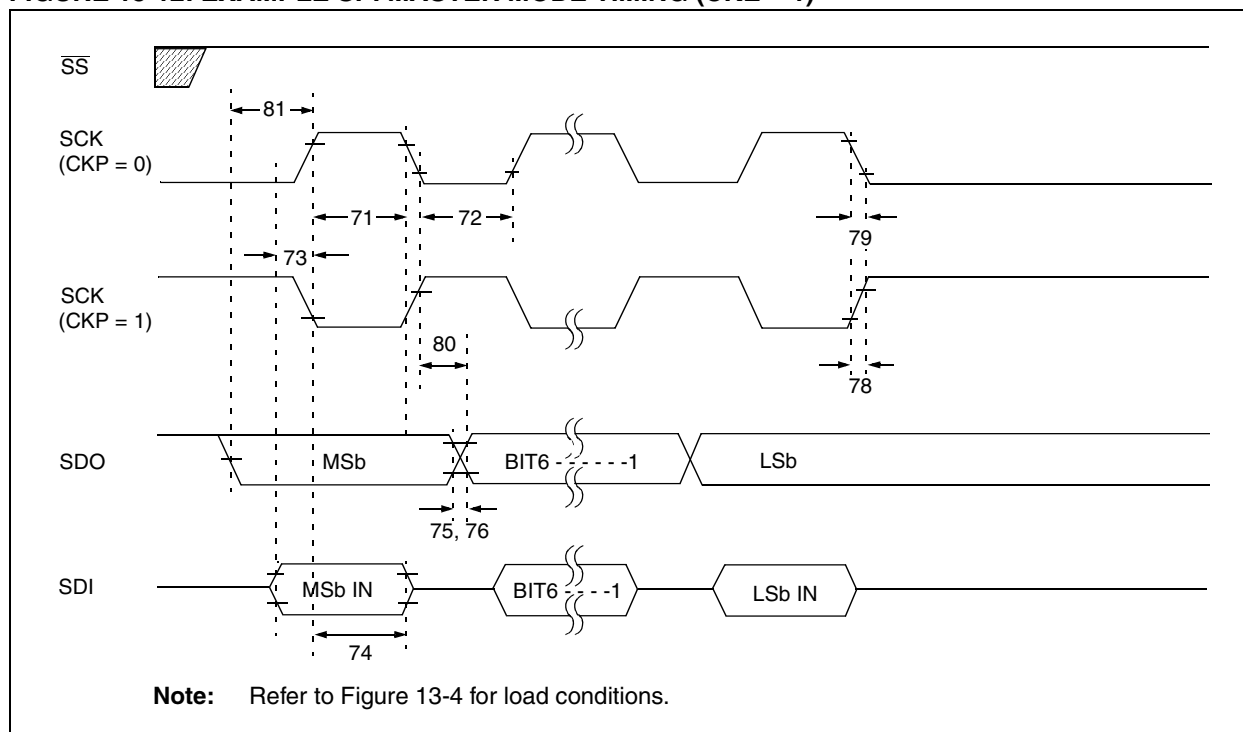 SS
81
SCK
(CKP = 0)
71
72
79
73
SCK
(CKP = 1)
80
78
SDO
MSb
BIT6 - - - - - -1
LSb
75, 76
SDI
MSb IN
BIT6 - - - - -1
LSb IN
74
Note: Refer to Figure 13-4 for load conditions.